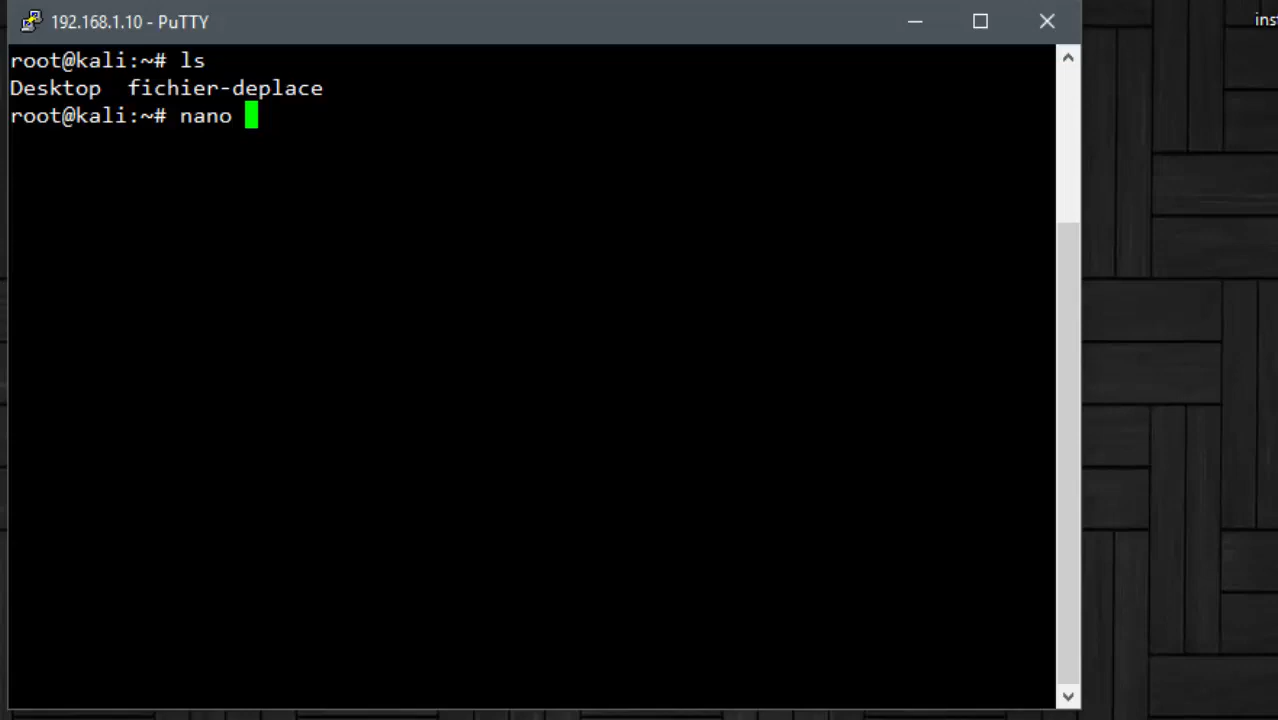 192.168.1.10 - PuTTY
root@kali:~# ls
Desktop  fichier-deplace
root@kali:~# nano